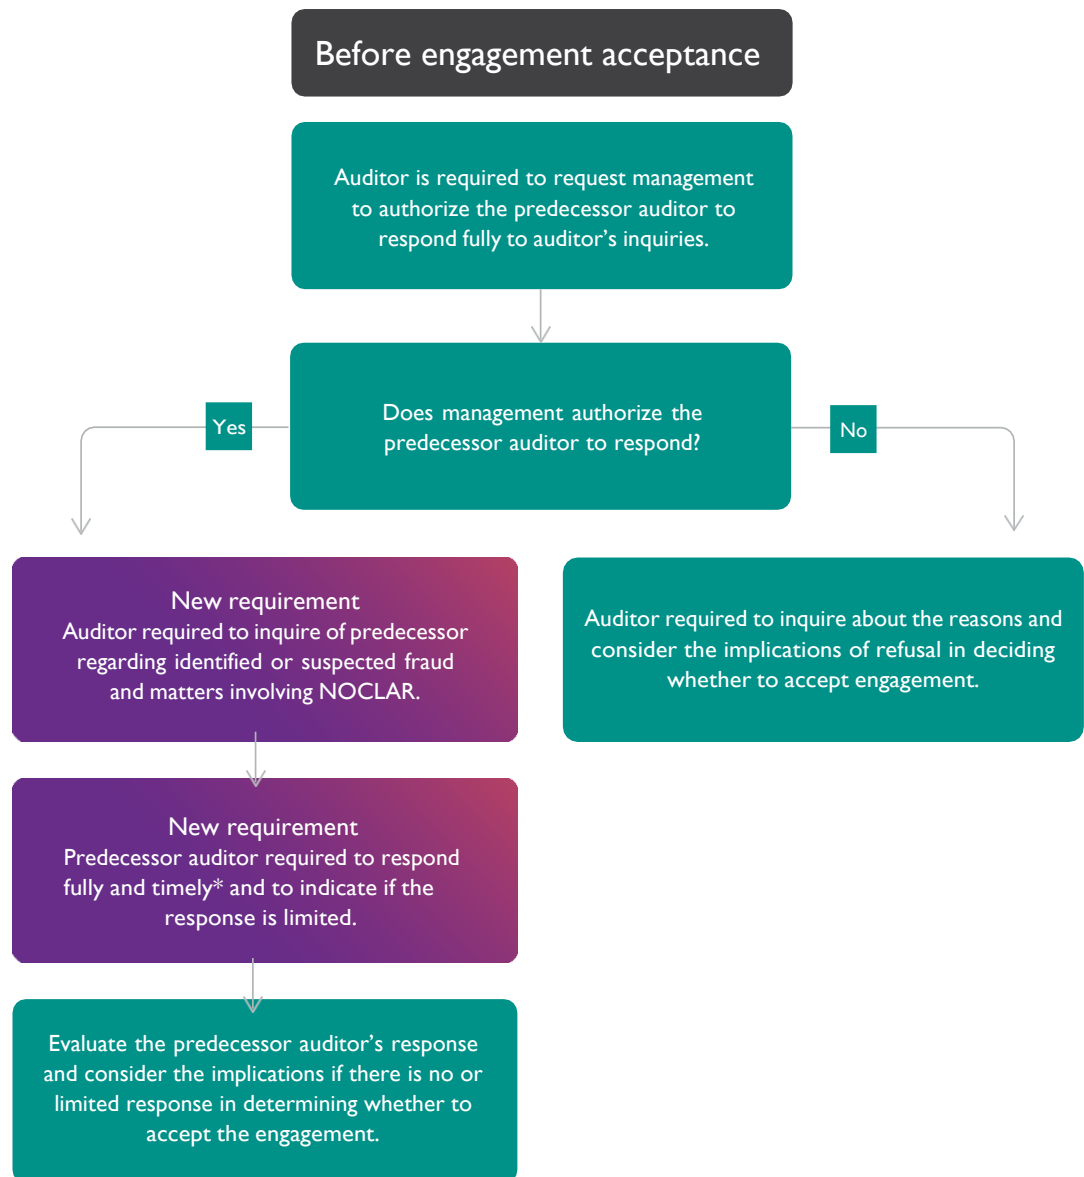 Before engagement acceptance
Auditor is required to request management
to authorize the predecessor auditor to
respond fully to auditor’s inquiries.
Does management authorize the
predecessor auditor to respond?
Yes
No
New requirement
Auditor required to inquire of predecessor
regarding identified or suspected fraud
and matters involving NOCLAR.
Auditor required to inquire about the reasons and
consider the implications of refusal in deciding
whether to accept engagement.
New requirement
Predecessor auditor required to respond
fully and timely* and to indicate if the
response is limited.
Evaluate the predecessor auditor’s response
and consider the implications if there is no or
limited response in determining whether to
accept the engagement.